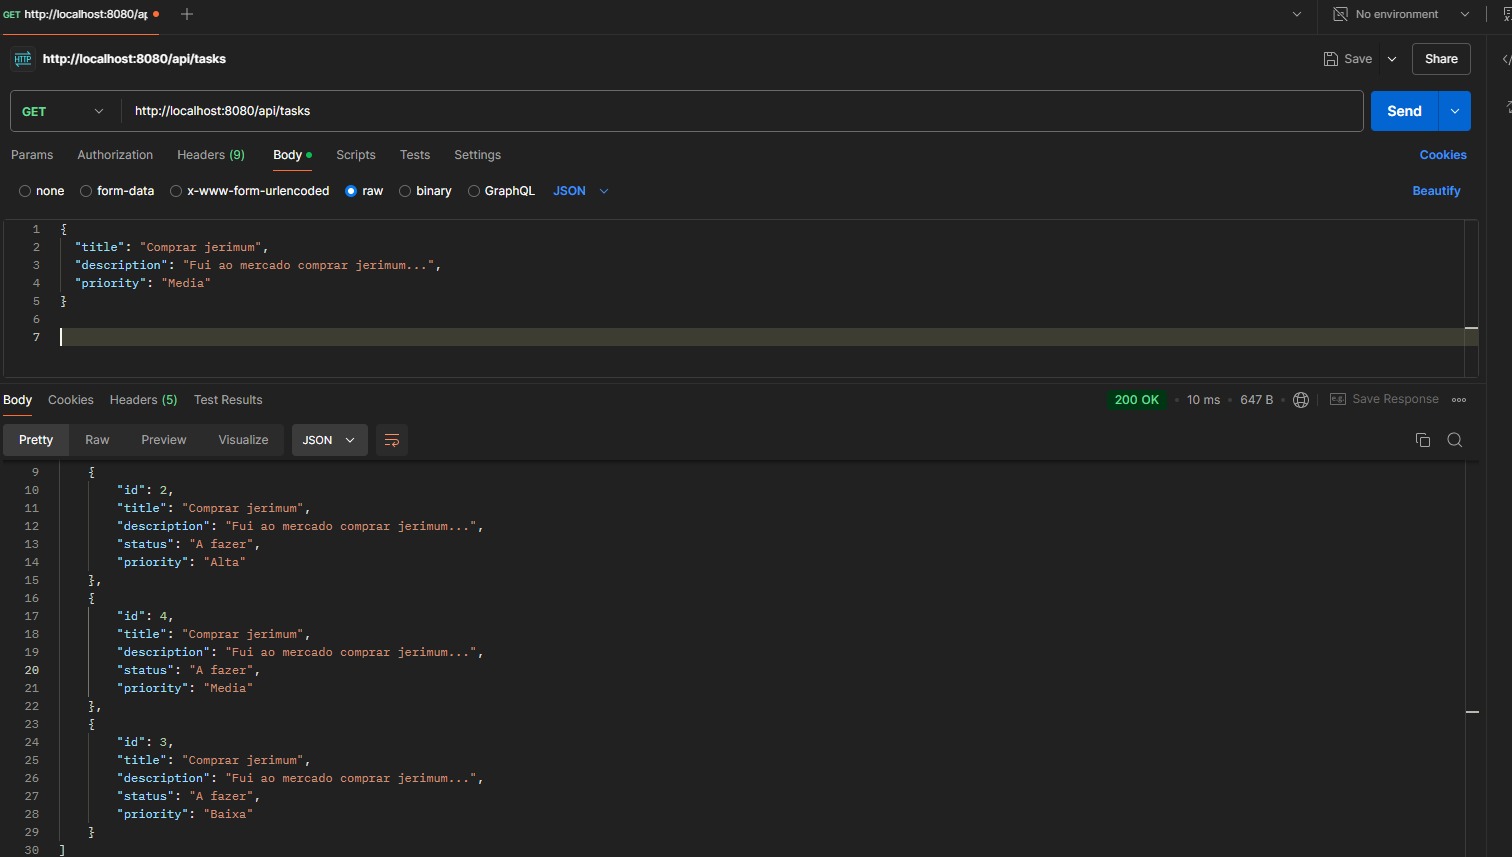 GET http://localhost:8080/ap
No environment
HTTP http://localhost:8080/api/tasks
Save
Share
GET http://localhost:8080/api/tasks
Send
Params Authorization Headers (9) Body Scripts Tests Settings Cookies
none form-data x-www-form-urlencoded raw binary GraphQL JSON Beautify
1 {
2 "title": "Comprar jerimum",
3 "description": "Fui ao mercado comprar jerimum...",
4 "priority": "Media"
5 }
6
7
Body Cookies Headers (5) Test Results 200 OK 10 ms 647 B e.g. Save Response
Pretty Raw Preview Visualize JSON
9 {
10 "id": 2,
11 "title": "Comprar jerimum",
12 "description": "Fui ao mercado comprar jerimum...",
13 "status": "A fazer",
14 "priority": "Alta"
15 },
16 {
17 "id": 4,
18 "title": "Comprar jerimum",
19 "description": "Fui ao mercado comprar jerimum...",
20 "status": "A fazer",
21 "priority": "Media"
22 },
23 {
24 "id": 3,
25 "title": "Comprar jerimum",
26 "description": "Fui ao mercado comprar jerimum...",
27 "status": "A fazer",
28 "priority": "Baixa"
29 }
30 ]